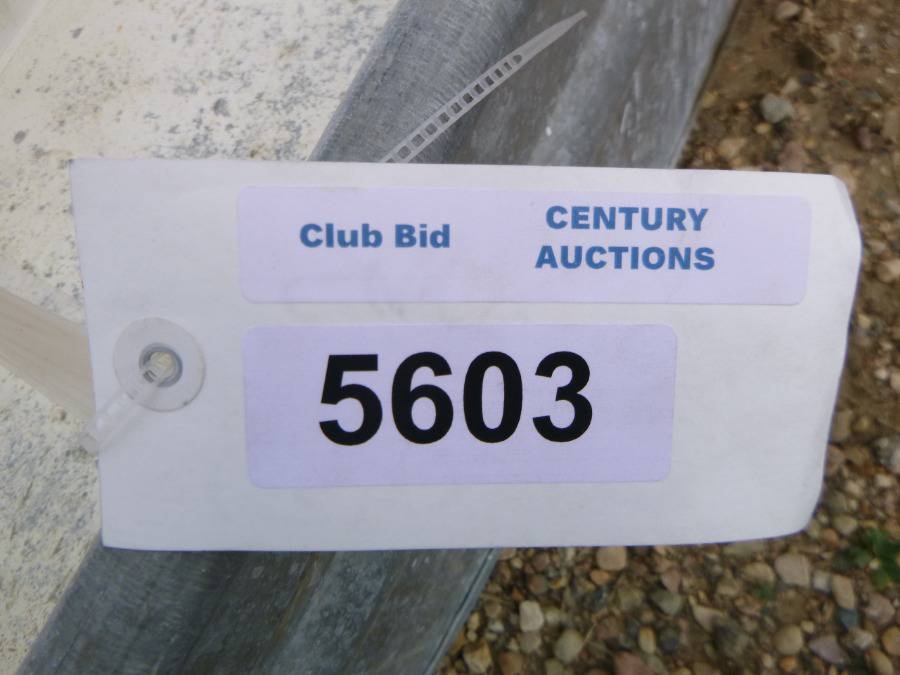 Club Bid
CENTURY
AUCTIONS
5603